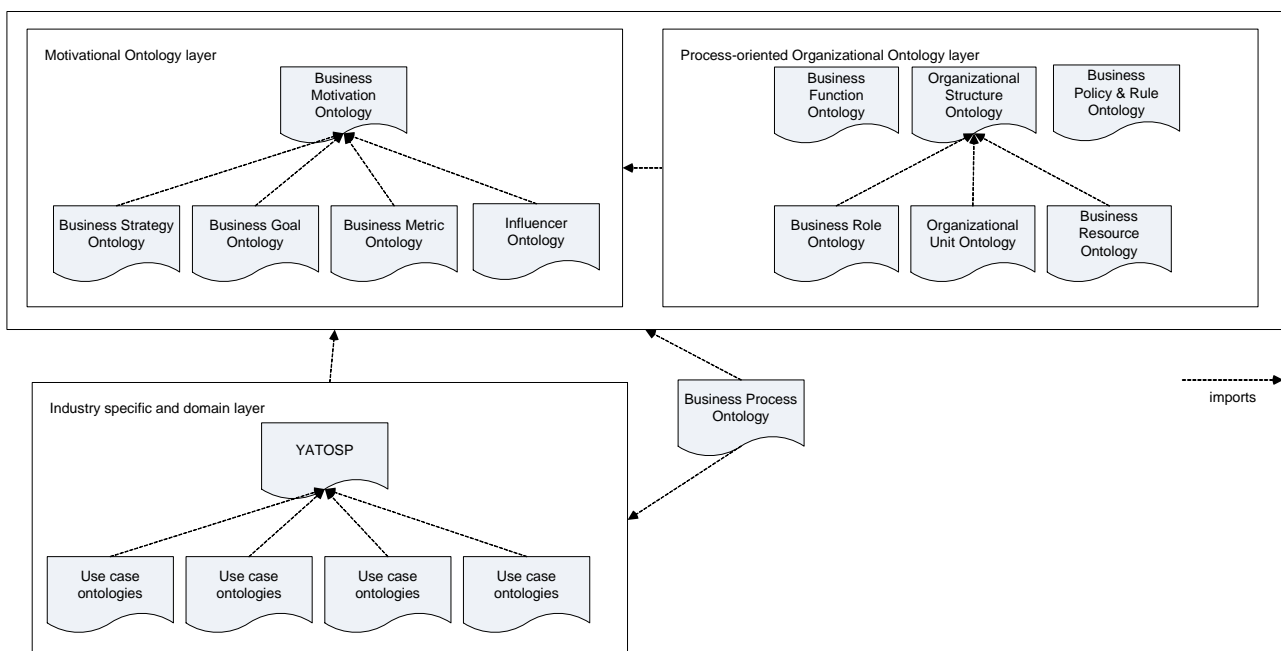 Motivational Ontology layer
Business
Motivation
Ontology
Business Strategy
Ontology
Business Goal
Ontology
Business Metric
Ontology
Influencer
Ontology
Process-oriented Organizational Ontology layer
Business
Function
Ontology
Organizational
Structure
Ontology
Business
Policy & Rule
Ontology
Business Role
Ontology
Organizational
Unit Ontology
Business
Resource
Ontology
Industry specific and domain layer
YATOSP
Use case
ontologies
Use case
ontologies
Use case
ontologies
Use case
ontologies
Business Process
Ontology
imports